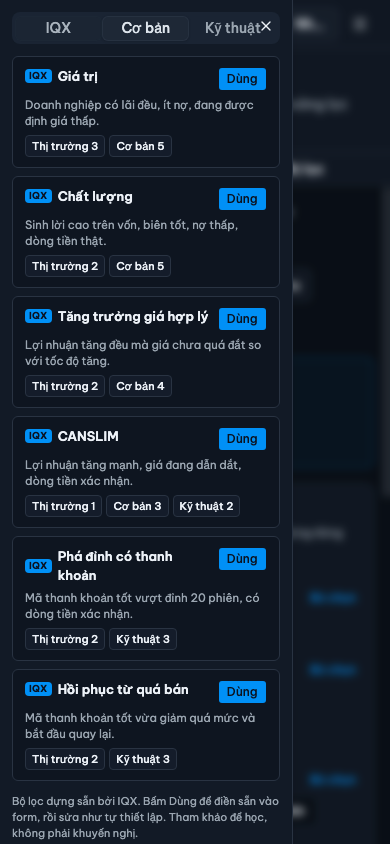 IQX Cơ bản Kỹ thuật
IQX Giá trị Dùng
Doanh nghiệp có lãi đều, ít nợ, đang được
định giá thấp.
Thị trường 3 Cơ bản 5
IQX Chất lượng Dùng
Sinh lời cao trên vốn, biên tốt, nợ thấp,
dòng tiền thật.
Thị trường 2 Cơ bản 5
IQX Tăng trưởng giá hợp lý Dùng
Lợi nhuận tăng đều mà giá chưa quá đắt so
với tốc độ tăng.
Thị trường 2 Cơ bản 4
IQX CANSLIM Dùng
Lợi nhuận tăng mạnh, giá đang dẫn dắt,
dòng tiền xác nhận.
Thị trường 1 Cơ bản 3 Kỹ thuật 2
IQX Phá đỉnh có thanh
khoản Dùng
Mã thanh khoản tốt vượt đỉnh 20 phiên, có
dòng tiền xác nhận.
Thị trường 2 Kỹ thuật 3
IQX Hồi phục từ quá bán Dùng
Mã thanh khoản tốt vừa giảm quá mức và
bắt đầu quay lại.
Thị trường 2 Kỹ thuật 3
Bộ lọc dựng sẵn bởi IQX. Bấm Dùng để điền sẵn vào
form, rồi sửa như tự thiết lập. Tham khảo để học,
không phải khuyến nghị.